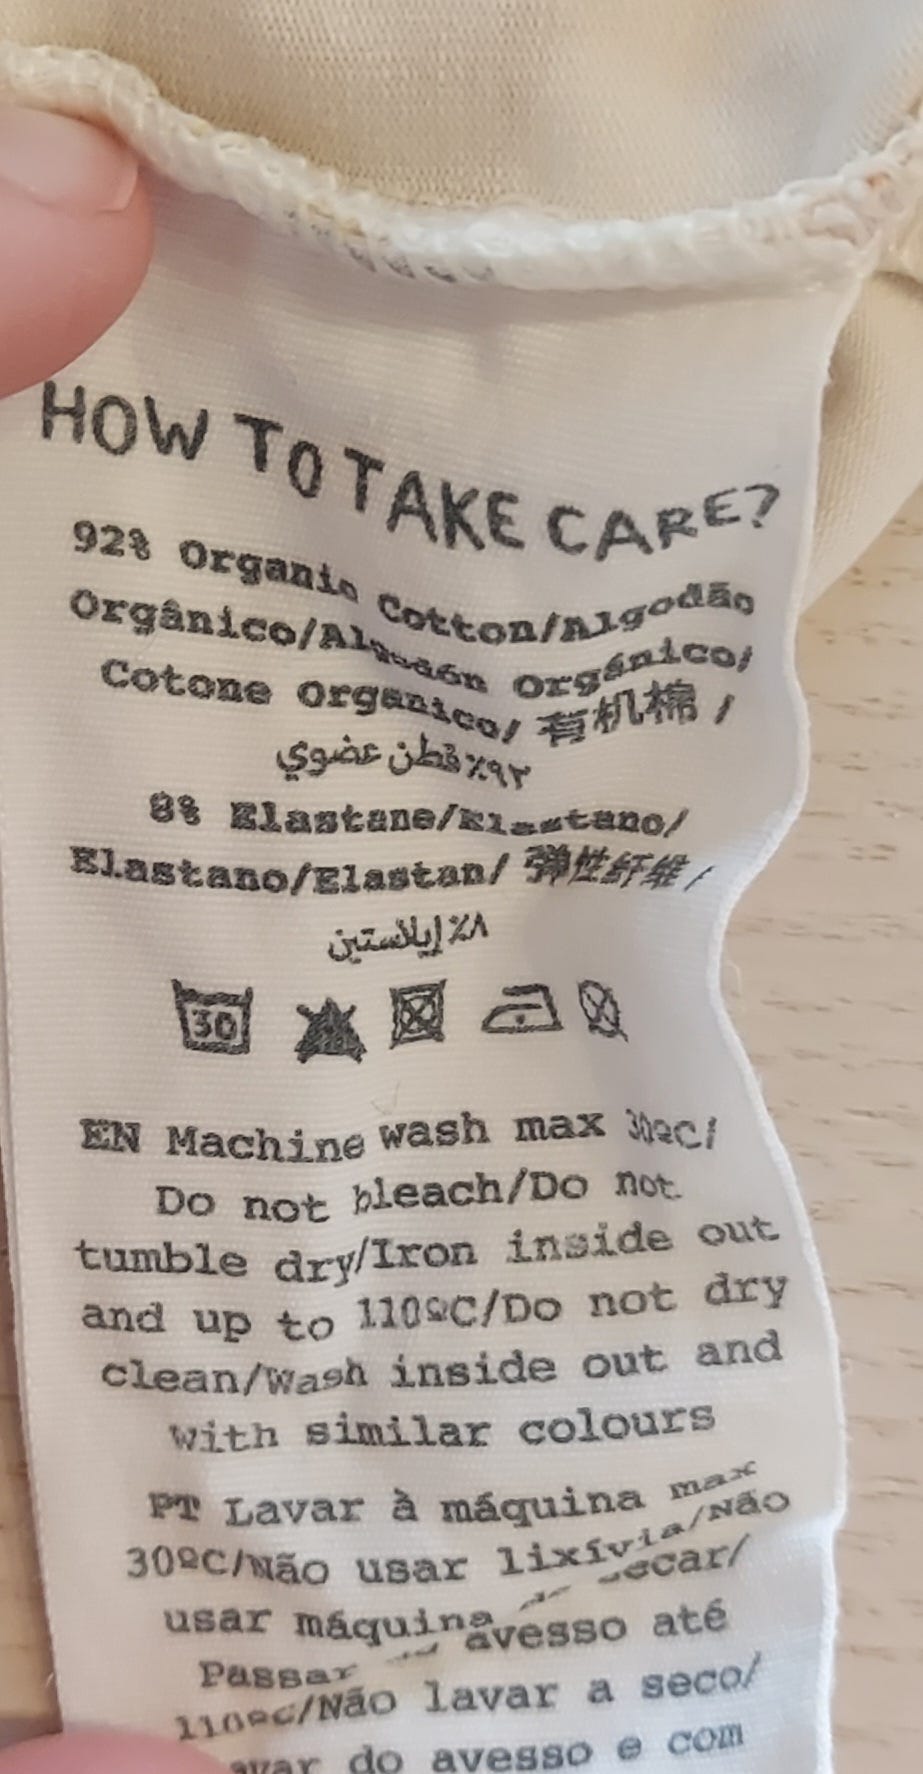 HOW TO TAKE CARE?
92% Organic Cotton/Algodão
Orgânico/Algodón Orgánico/
Cotone Organico/ 有机棉 /
٩٢٪ قطن عضوي
8% Elastane/Elastano/
Elastano/Elastan/ 弹性纤维 /
٨٪ إيلاستين
30
EN Machine wash max 30ºC/
Do not bleach/Do not
tumble dry/Iron inside out
and up to 110ºC/Do not dry
clean/Wash inside out and
with similar colours
PT Lavar à máquina max
30ºC/Não usar lixívia/Não
usar máquina de secar/
Passar avesso até
110ºC/Não lavar a seco/
do avesso e com